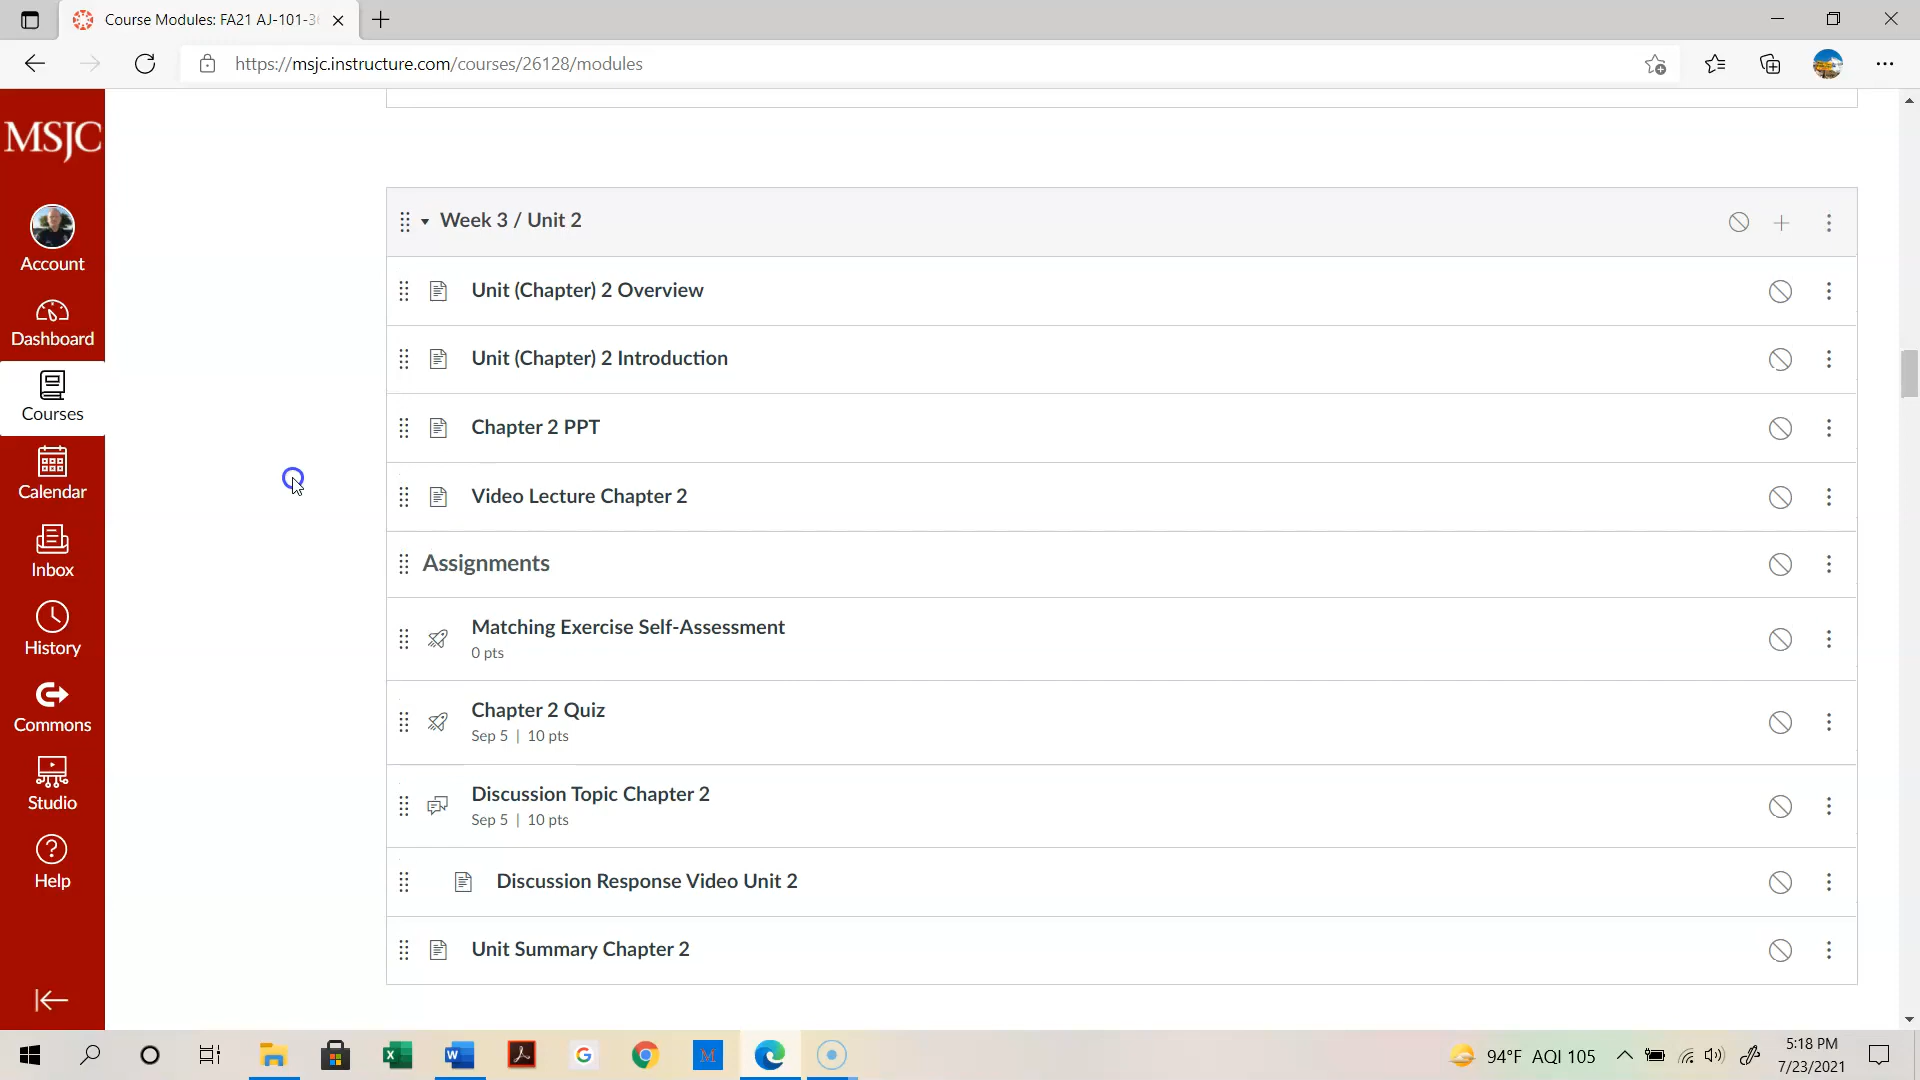 Course Modules: FA21 AJ-101-3
https://msjc.instructure.com/courses/26128/modules
MSJC
Account
Dashboard
Courses
Calendar
Inbox
History
Commons
Studio
Help
Week 3 / Unit 2
Unit (Chapter) 2 Overview
Unit (Chapter) 2 Introduction
Chapter 2 PPT
Video Lecture Chapter 2
Assignments
Matching Exercise Self-Assessment
0 pts
Chapter 2 Quiz
Sep 5 | 10 pts
Discussion Topic Chapter 2
Sep 5 | 10 pts
Discussion Response Video Unit 2
Unit Summary Chapter 2
94°F AQI 105
5:18 PM
7/23/2021